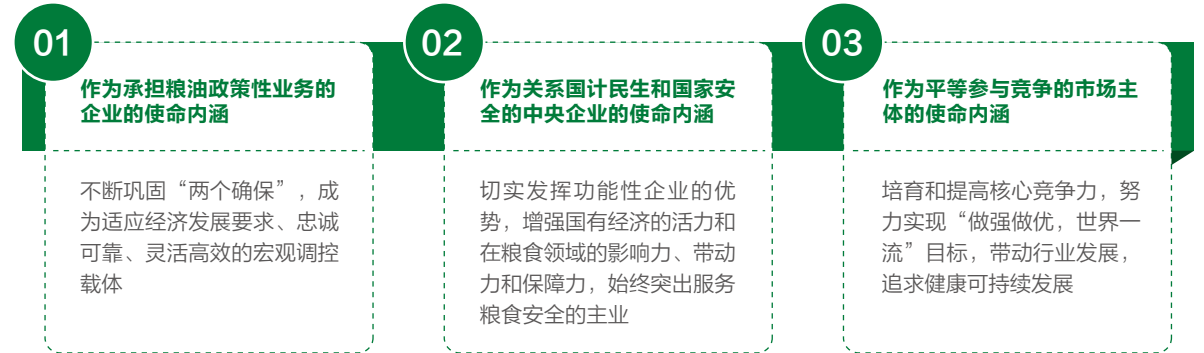 01
作为承担粮油政策性业务的
企业的使命内涵
不断巩固“两个确保”，成
为适应经济发展要求、忠诚
可靠、灵活高效的宏观调控
载体
02
作为关系国计民生和国家安
全的中央企业的使命内涵
切实发挥功能性企业的优
势，增强国有经济的活力和
在粮食领域的影响力、带动
力和保障力，始终突出服务
粮食安全的主业
03
作为平等参与竞争的市场主
体的使命内涵
培育和提高核心竞争力，努
力实现“做强做优，世界一
流”目标，带动行业发展，
追求健康可持续发展